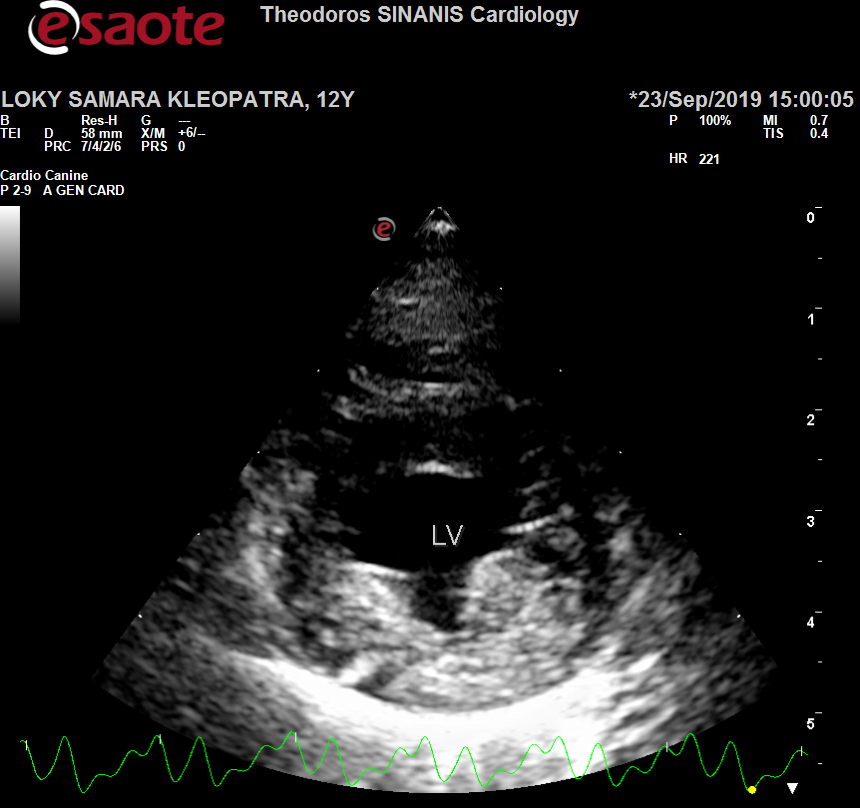 esaote
Theodoros SINANIS Cardiology
LOKY SAMARA KLEOPATRA, 12Y *23/Sep/2019 15:00:05
B Res-H G ---
TEI D 58 mm X/M +6/--
PRC 7/4/2/6 PRS 0
P 100% MI 0.7
TIS 0.4
HR 221
Cardio Canine
P 2-9 A GEN CARD
e
0
1
2
3
LV
4
5